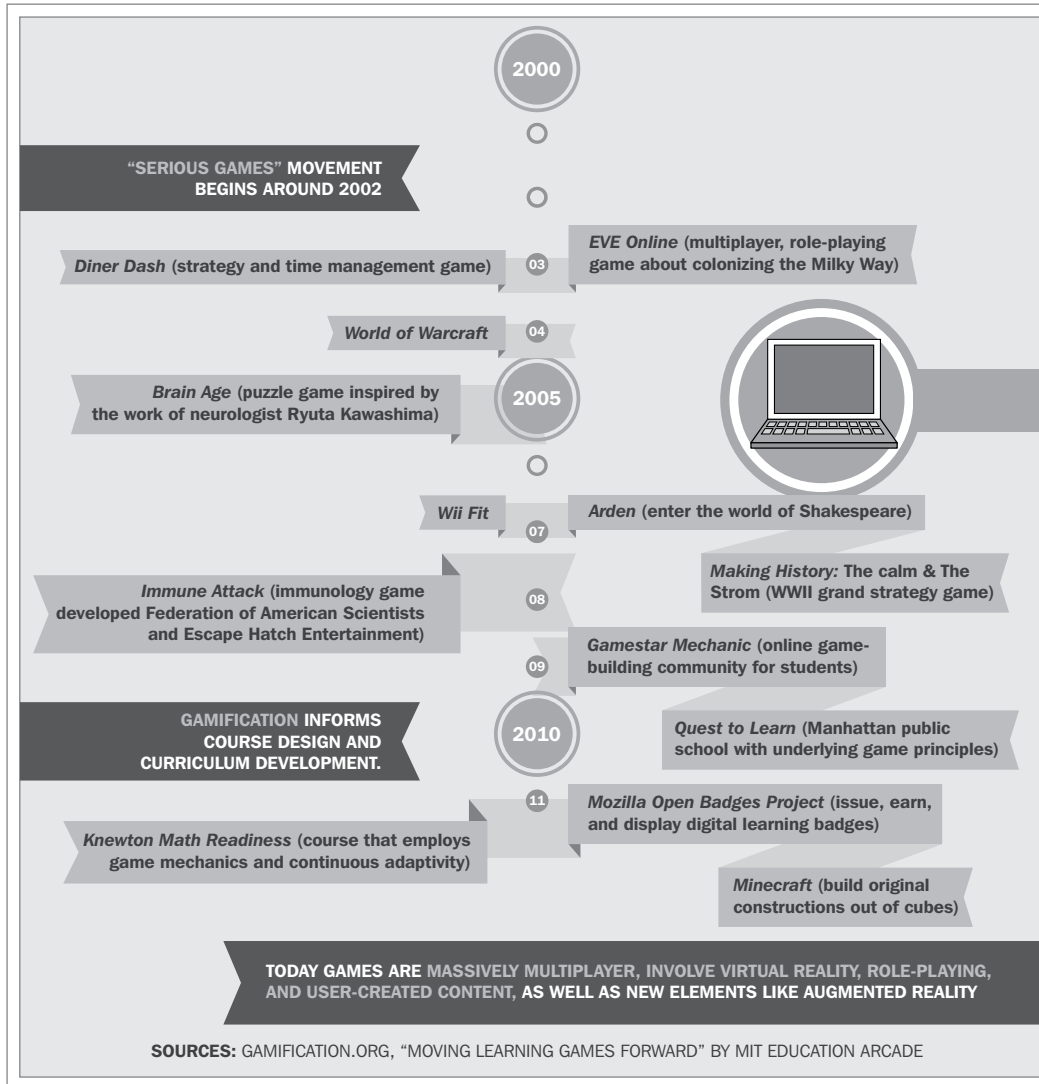 2000
“SERIOUS GAMES” MOVEMENT
BEGINS AROUND 2002
Diner Dash (strategy and time management game)
03
EVE Online (multiplayer, role-playing
game about colonizing the Milky Way)
World of Warcraft
04
Brain Age (puzzle game inspired by
the work of neurologist Ryuta Kawashima)
2005
Wii Fit
07
Arden (enter the world of Shakespeare)
Making History: The calm & The
Strom (WWII grand strategy game)
Immune Attack (immunology game
developed Federation of American Scientists
and Escape Hatch Entertainment)
08
09
Gamestar Mechanic (online game-
building community for students)
GAMIFICATION INFORMS
COURSE DESIGN AND
CURRICULUM DEVELOPMENT.
2010
Quest to Learn (Manhattan public
school with underlying game principles)
11
Mozilla Open Badges Project (issue, earn,
and display digital learning badges)
Knewton Math Readiness (course that employs
game mechanics and continuous adaptivity)
Minecraft (build original
constructions out of cubes)
TODAY GAMES ARE MASSIVELY MULTIPLAYER, INVOLVE VIRTUAL REALITY, ROLE-PLAYING,
AND USER-CREATED CONTENT, AS WELL AS NEW ELEMENTS LIKE AUGMENTED REALITY
SOURCES: GAMIFICATION.ORG, “MOVING LEARNING GAMES FORWARD” BY MIT EDUCATION ARCADE